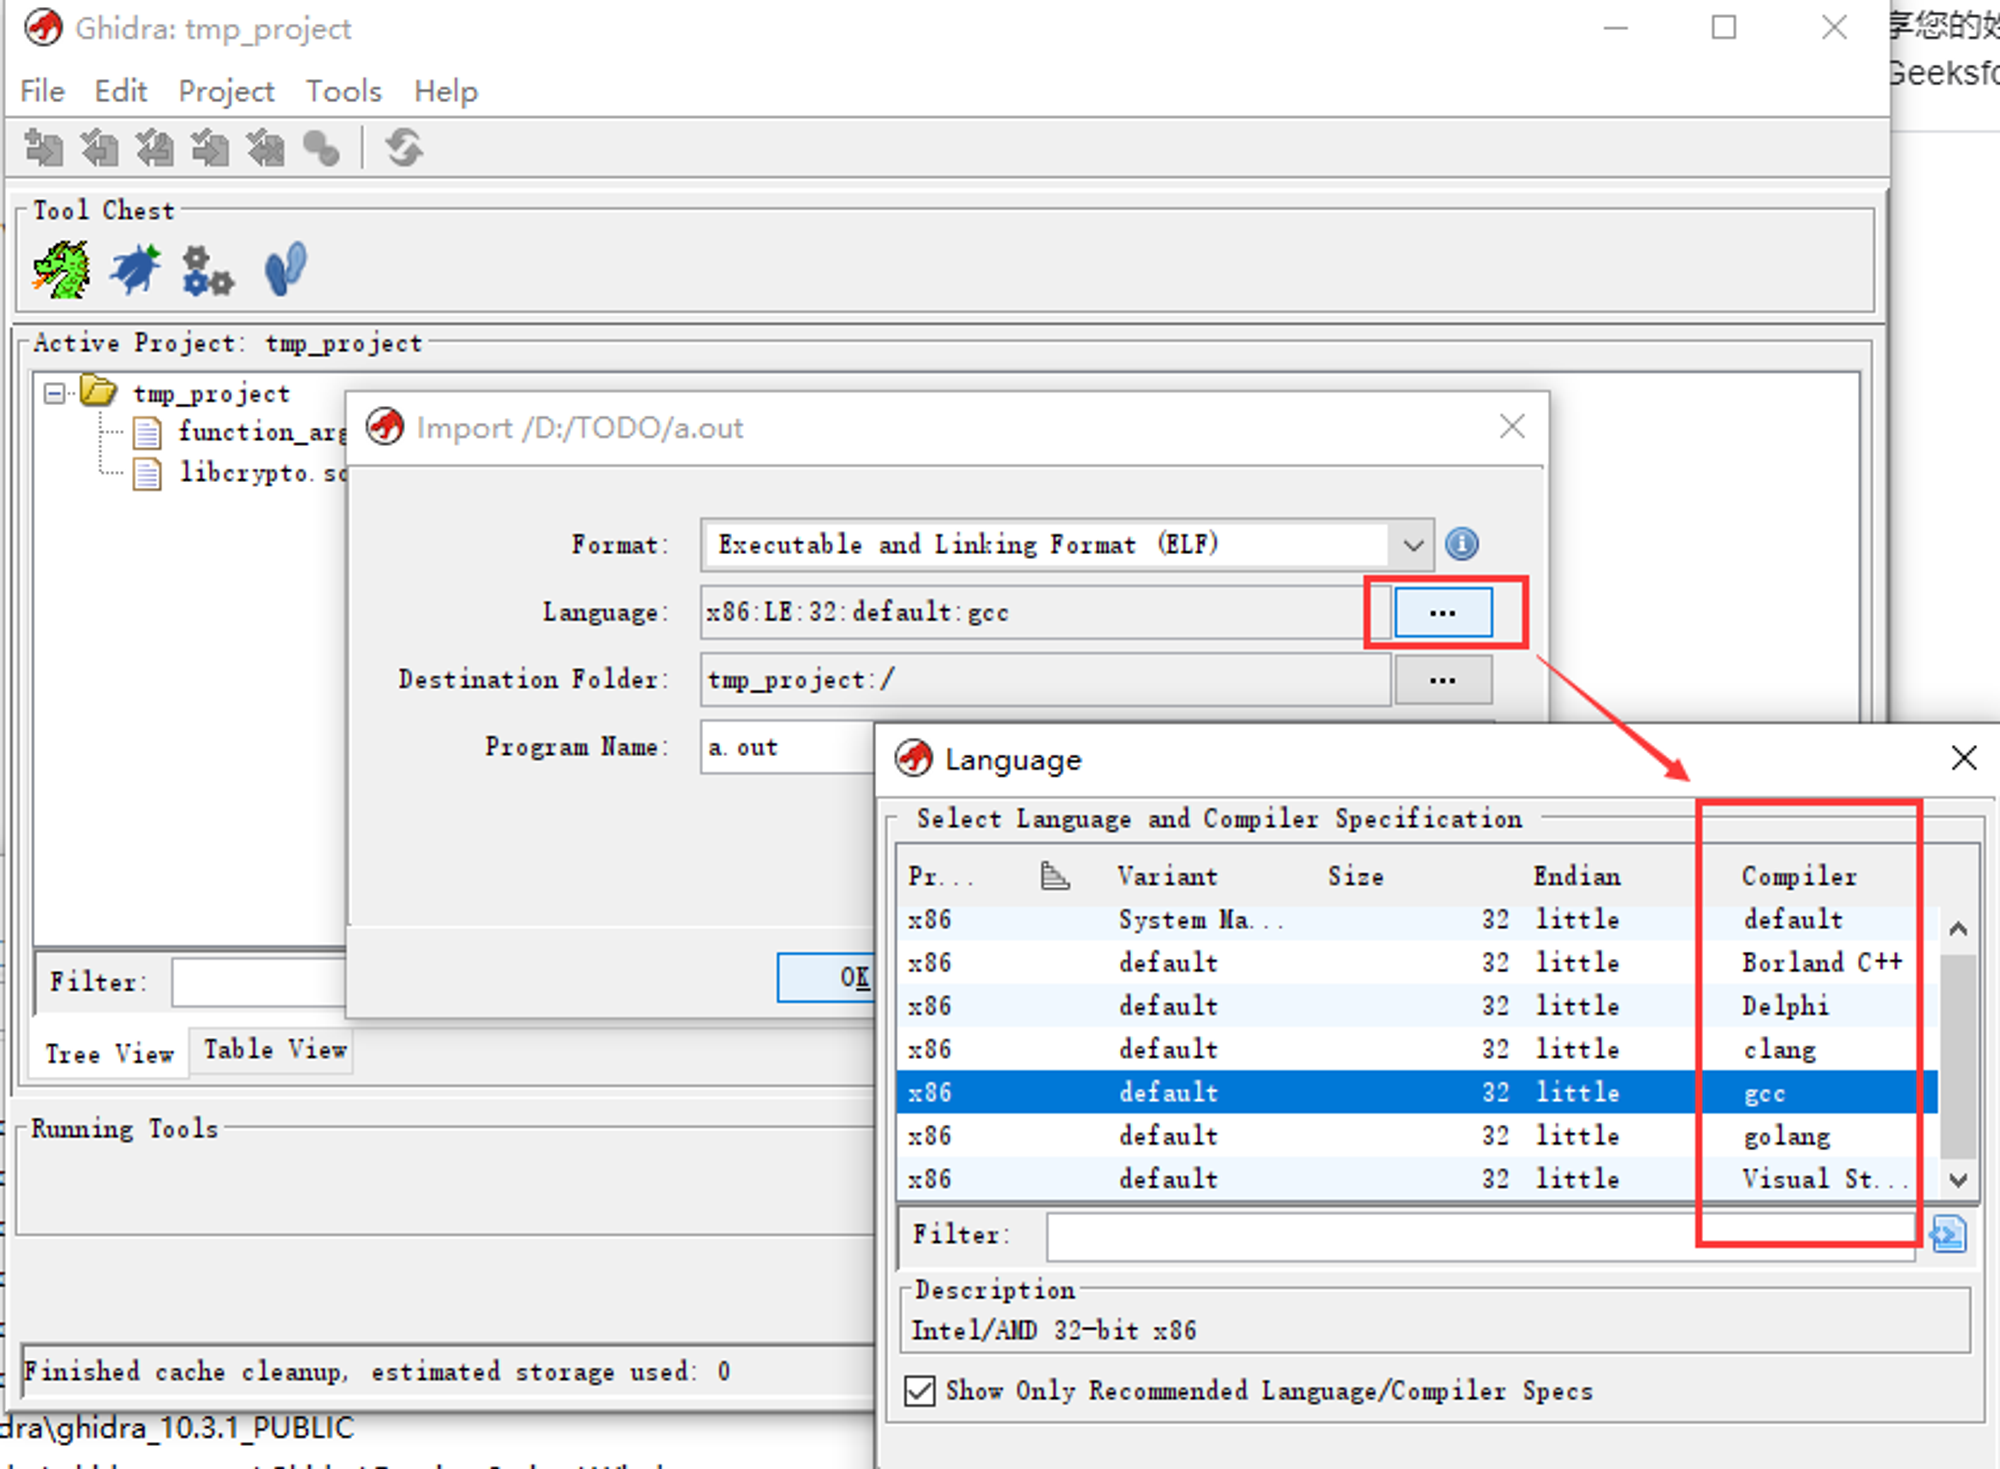 Ghidra: tmp_project
享您的
File Edit Project Tools Help
Tool Chest
Active Project: tmp_project
tmp_project
function_arg
libcrypto.so
Import /D:/TODO/a.out
Format: Executable and Linking Format (ELF)
Language: x86:LE:32:default:gcc ...
Destination Folder: tmp_project:/ ...
Program Name: a.out
OK
Filter:
Tree View Table View
Running Tools
Finished cache cleanup, estimated storage used: 0
Language
Select Language and Compiler Specification
Pr... Variant Size Endian Compiler
x86 System Ma... 32 little default
x86 default 32 little Borland C++
x86 default 32 little Delphi
x86 default 32 little clang
x86 default 32 little gcc
x86 default 32 little golang
x86 default 32 little Visual St...
Filter:
Description
Intel/AMD 32-bit x86
Show Only Recommended Language/Compiler Specs
dra\ghidra_10.3.1_PUBLIC